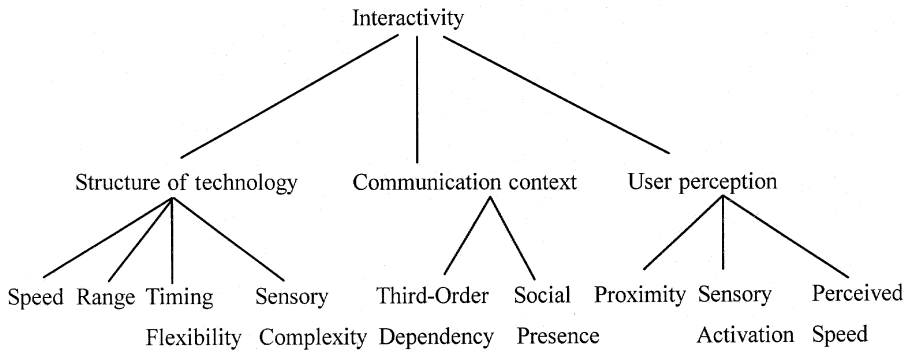 Interactivity
Structure of technology Communication context User perception
Speed Range Timing Sensory Third-Order Social Proximity Sensory Perceived
Flexibility Complexity Dependency Presence Activation Speed